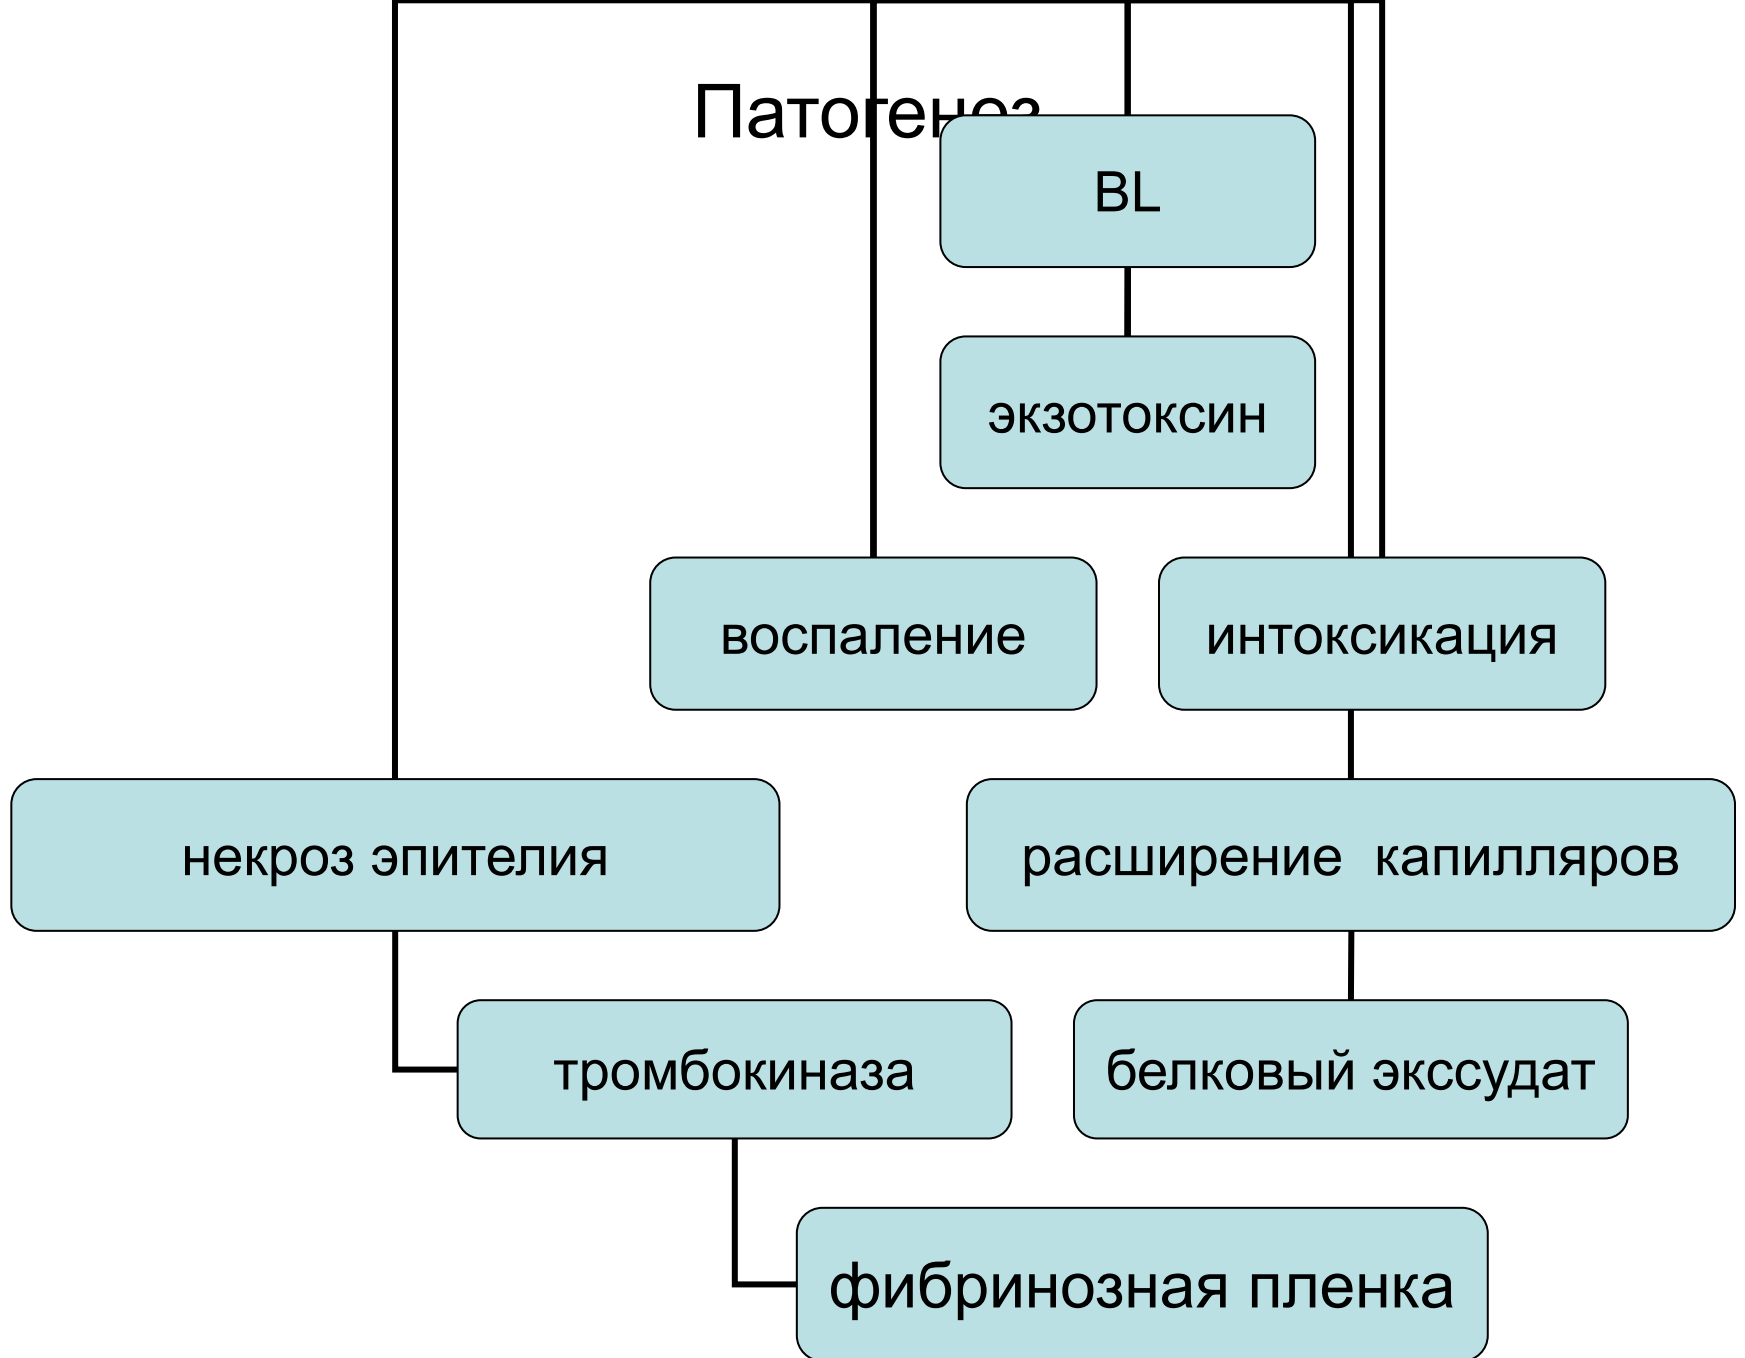 Патогенез
BL
экзотоксин
воспаление
интоксикация
некроз эпителия
расширение  капилляров
тромбокиназа
белковый экссудат
фибринозная пленка